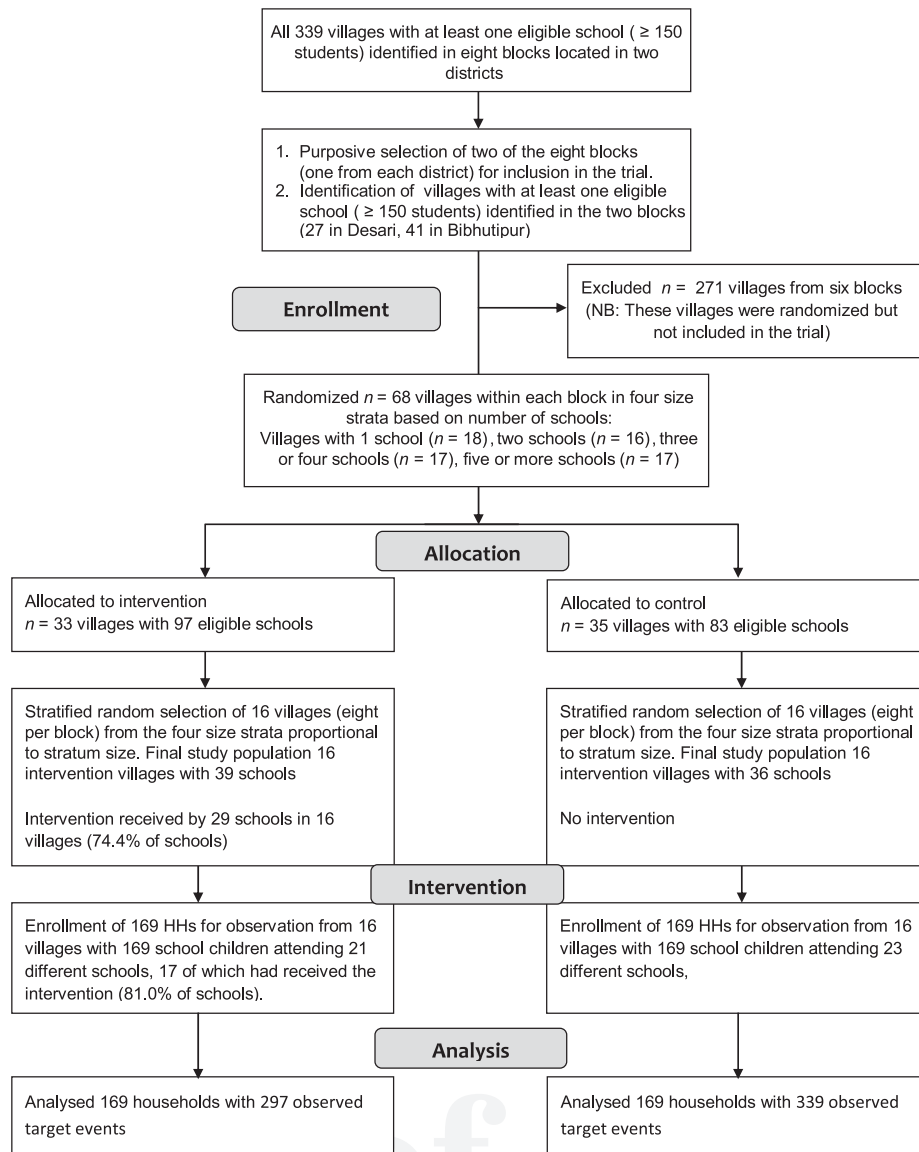 All 339 villages with at least one eligible school ( ≥ 150
students) identified in eight blocks located in two
districts
1. Purposive selection of two of the eight blocks
(one from each district) for inclusion in the trial.
2. Identification of villages with at least one eligible
school ( ≥ 150 students) identified in the two blocks
(27 in Desari, 41 in Bibhutipur)
Excluded n = 271 villages from six blocks
(NB: These villages were randomized but
not included in the trial)
Enrollment
Randomized n = 68 villages within each block in four size
strata based on number of schools:
Villages with 1 school (n = 18), two schools (n = 16), three
or four schools (n = 17), five or more schools (n = 17)
Allocation
Allocated to intervention
n = 33 villages with 97 eligible schools
Allocated to control
n = 35 villages with 83 eligible schools
Stratified random selection of 16 villages (eight
per block) from the four size strata proportional
to stratum size. Final study population 16
intervention villages with 39 schools
Intervention received by 29 schools in 16
villages (74.4% of schools)
Stratified random selection of 16 villages (eight
per block) from the four size strata proportional
to stratum size. Final study population 16
intervention villages with 36 schools
No intervention
Intervention
Enrollment of 169 HHs for observation from 16
villages with 169 school children attending 21
different schools, 17 of which had received the
intervention (81.0% of schools).
Enrollment of 169 HHs for observation from 16
villages with 169 school children attending 23
different schools,
Analysis
Analysed 169 households with 297 observed
target events
Analysed 169 households with 339 observed
target events
of